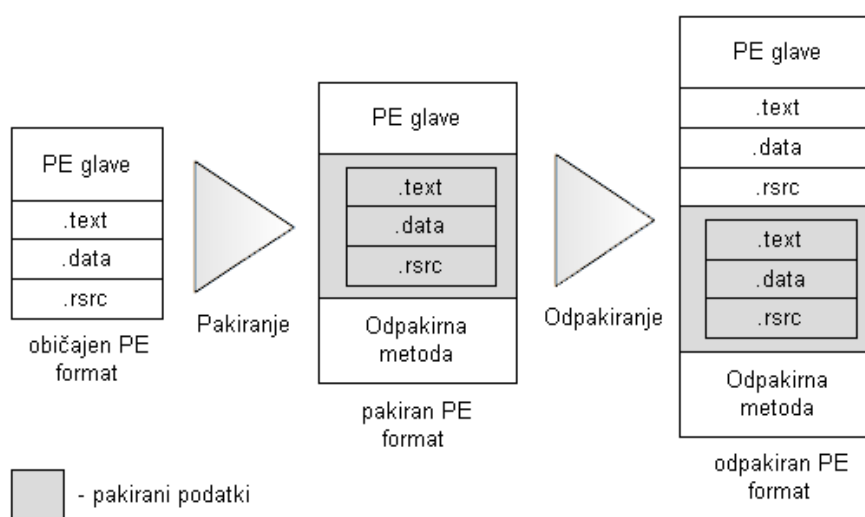 PE glave
.text
.data
.rsrc
običajen PE
format
Pakiranje
PE glave
.text
.data
.rsrc
Odpakirna
metoda
pakiran PE
format
Odpakiranje
PE glave
.text
.data
.rsrc
.text
.data
.rsrc
Odpakirna
metoda
odpakiran PE
format
- pakirani podatki